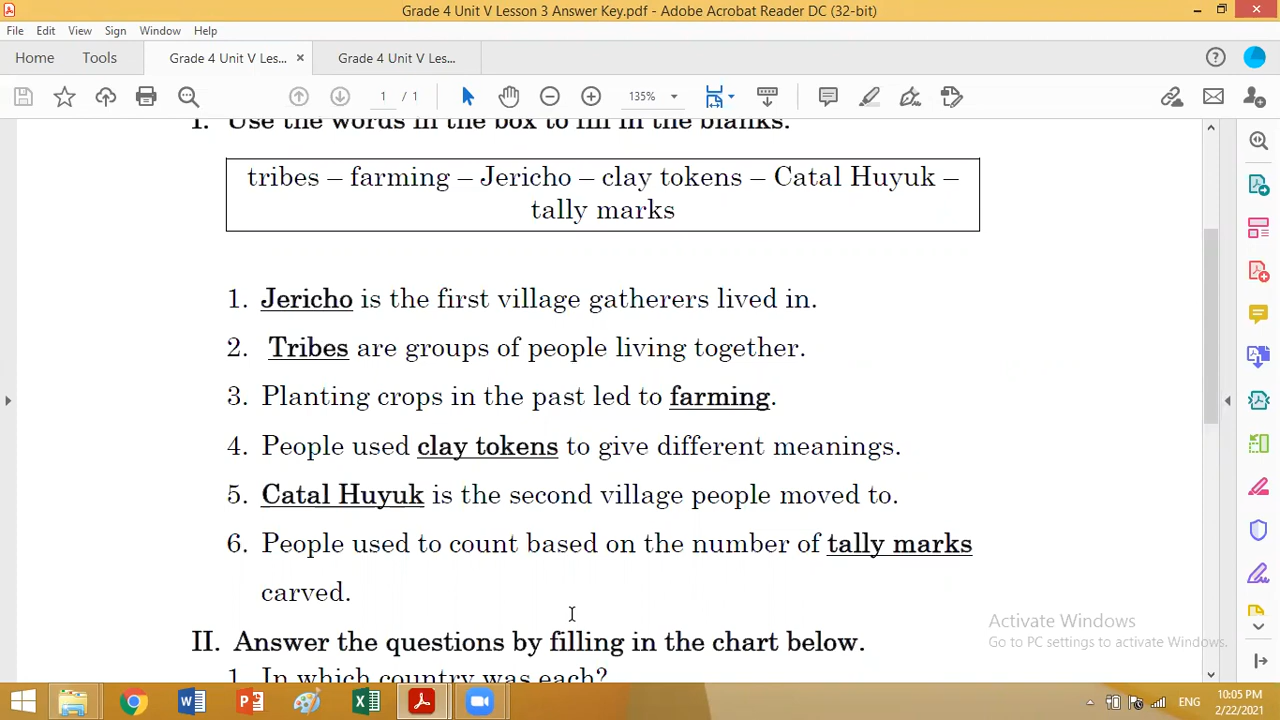 Grade 4 Unit V Lesson 3 Answer Key.pdf - Adobe Acrobat Reader DC (32-bit)
File Edit View Sign Window Help
Home Tools Grade 4 Unit V Les... × Grade 4 Unit V Les...
1 / 1 135%
I. Use the words in the box to fill in the blanks.
tribes – farming – Jericho – clay tokens – Catal Huyuk –
tally marks
1. Jericho is the first village gatherers lived in.
2. Tribes are groups of people living together.
3. Planting crops in the past led to farming.
4. People used clay tokens to give different meanings.
5. Catal Huyuk is the second village people moved to.
6. People used to count based on the number of tally marks
carved.
II. Answer the questions by filling in the chart below.
1. In which country was each?
Activate Windows
Go to PC settings to activate Windows.
ENG
10:05 PM
2/22/2021